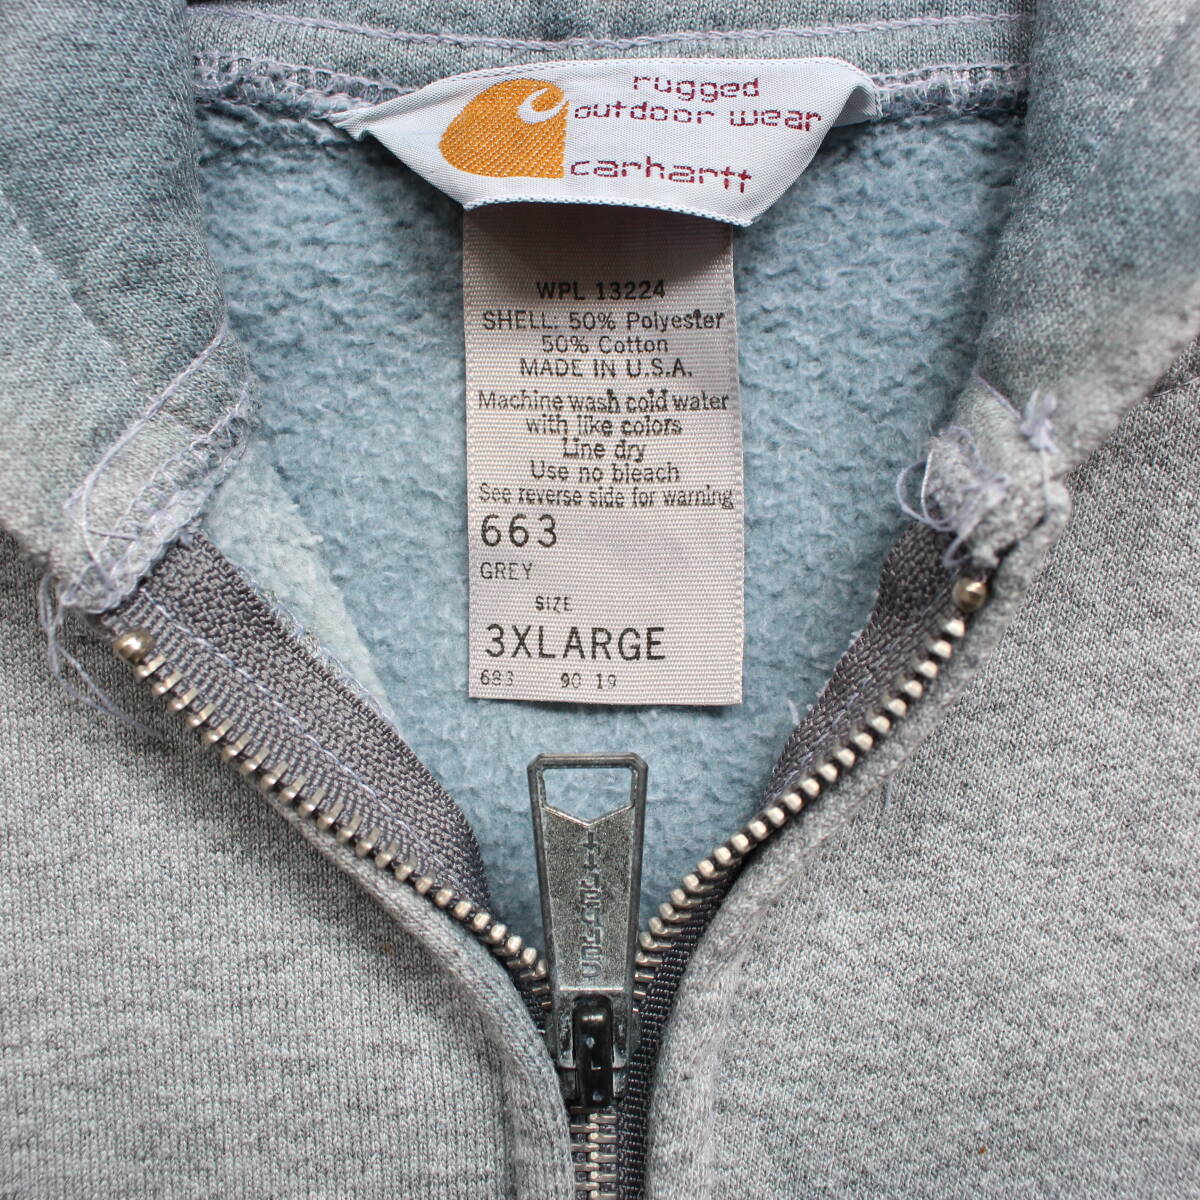 rugged
outdoor wear
carhartt
WPL 13224
SHELL. 50% Polyester
50% Cotton
MADE IN U.S.A.
Machine wash cold water
with like colors
Line dry
Use no bleach
See reverse side for warning
663
GREY
SIZE
3XLARGE
683 90 19